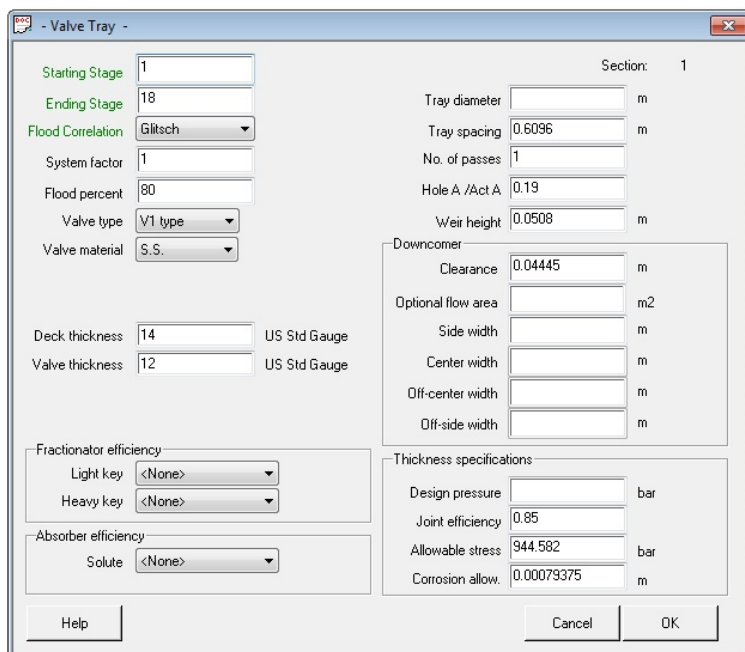 DOC - Valve Tray -
Section: 1
Starting Stage 1
Ending Stage 18
Flood Correlation Glitsch
System factor 1
Flood percent 80
Valve type V1 type
Valve material S.S.
Deck thickness 14 US Std Gauge
Valve thickness 12 US Std Gauge
Fractionator efficiency
Light key <None>
Heavy key <None>
Absorber efficiency
Solute <None>
Tray diameter m
Tray spacing 0.6096 m
No. of passes 1
Hole A /Act A 0.19
Weir height 0.0508 m
Downcomer
Clearance 0.04445 m
Optional flow area m2
Side width m
Center width m
Off-center width m
Off-side width m
Thickness specifications
Design pressure bar
Joint efficiency 0.85
Allowable stress 944.582 bar
Corrosion allow. 0.00079375 m
Help
Cancel
OK